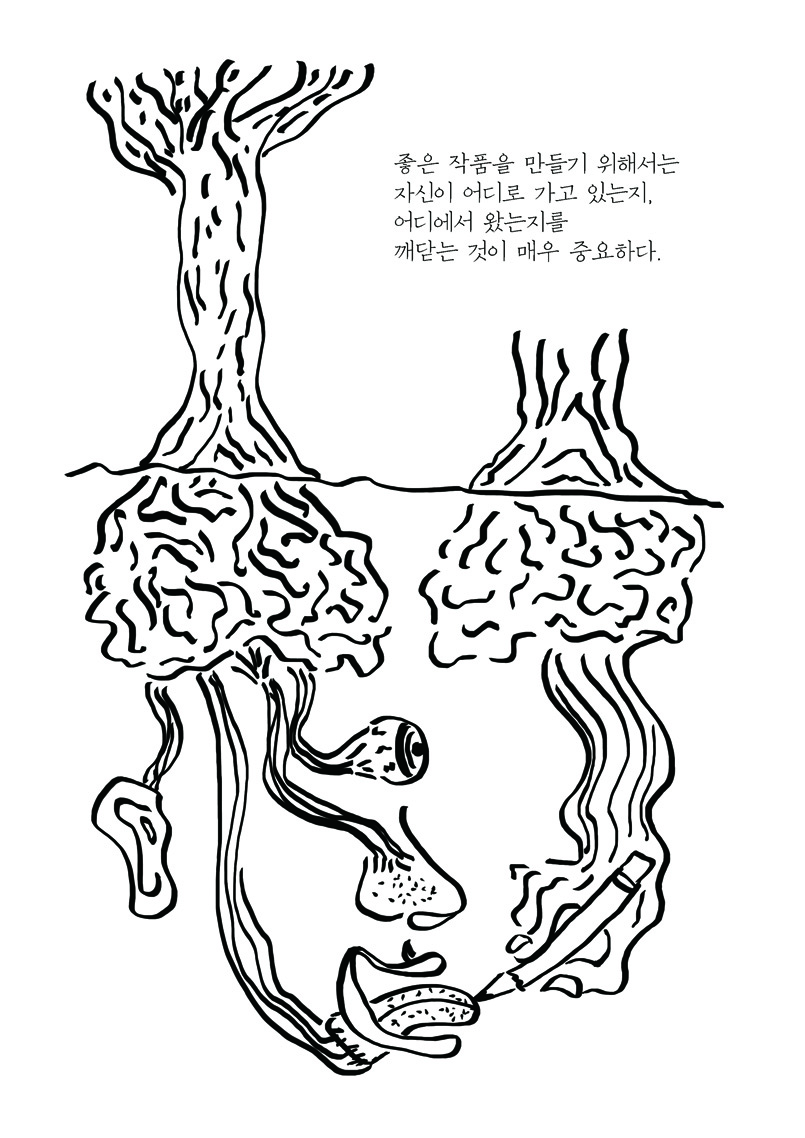 좋은 작품을 만들기 위해서는
자신이 어디로 가고 있는지,
어디에서 왔는지를
깨닫는 것이 매우 중요하다.